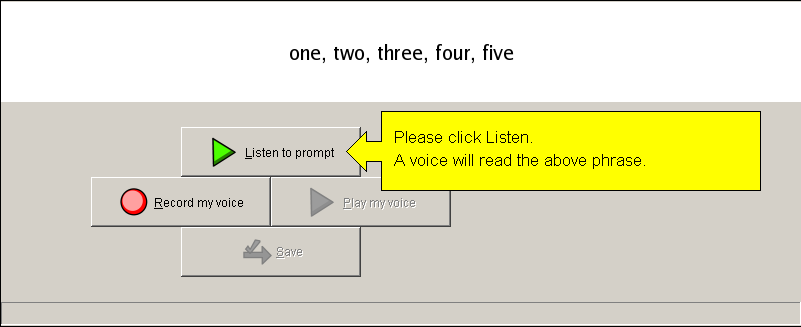 one, two, three, four, five
Please click Listen.
A voice will read the above phrase.
Listen to prompt
Record my voice
Play my voice
Save